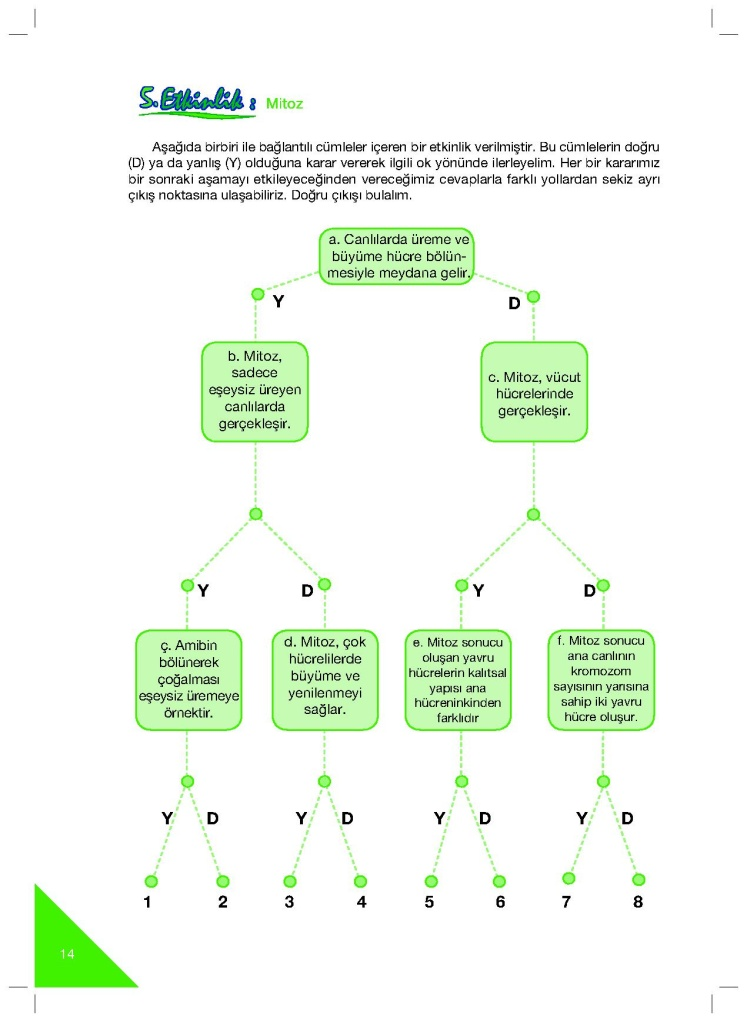 5. Etkinlik : Mitoz
Aşağıda birbiri ile bağlantılı cümleler içeren bir etkinlik verilmiştir. Bu cümlelerin doğru
(D) ya da yanlış (Y) olduğuna karar vererek ilgili ok yönünde ilerleyelim. Her bir kararımız
bir sonraki aşamayı etkileyeceğinden vereceğimiz cevaplarla farklı yollardan sekiz ayrı
çıkış noktasına ulaşabiliriz. Doğru çıkışı bulalım.
a. Canlılarda üreme ve
büyüme hücre bölün-
mesiyle meydana gelir.
Y
D
b. Mitoz,
sadece
eşeysiz üreyen
canlılarda
gerçekleşir.
c. Mitoz, vücut
hücrelerinde
gerçekleşir.
Y
D
Y
D
ç. Amibin
bölünerek
çoğalması
eşeysiz üremeye
örnektir.
d. Mitoz, çok
hücrelilerde
büyüme ve
yenilenmeyi
sağlar.
e. Mitoz sonucu
oluşan yavru
hücrelerin kalıtsal
yapısı ana
hücreninkinden
farklıdır
f. Mitoz sonucu
ana canlının
kromozom
sayısının yarısına
sahip iki yavru
hücre oluşur.
Y
D
Y
D
Y
D
Y
D
1
2
3
4
5
6
7
8
14